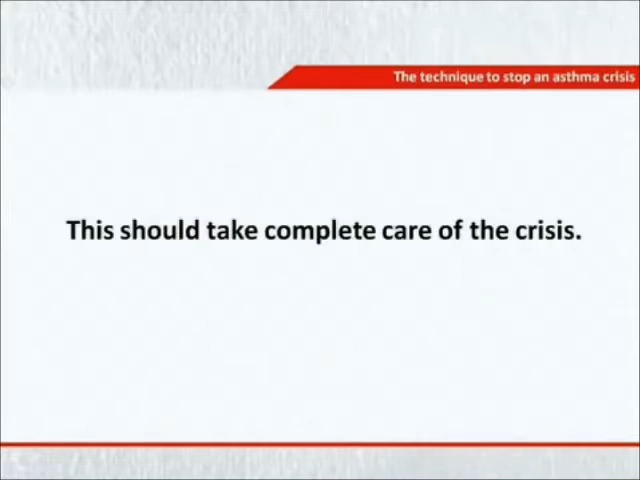 The technique to stop an asthma crisis
This should take complete care of the crisis.